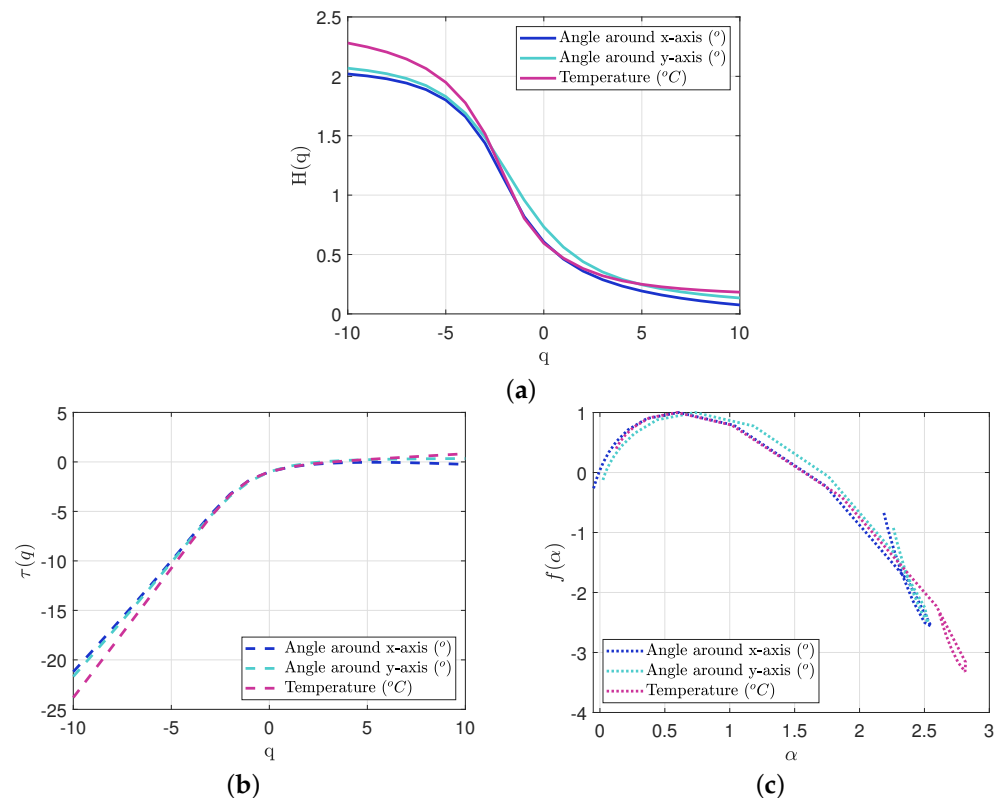 2.5
2
1.5
1
0.5
0
H(q)
Angle around x-axis (°)
Angle around y-axis (°)
Temperature (°C)
-10
-5
0
5
10
q
(a)
5
0
-5
-10
-15
-20
-25
τ(q)
Angle around x-axis (°)
Angle around y-axis (°)
Temperature (°C)
-10
-5
0
5
10
q
(b)
1
0
-1
-2
-3
-4
f(α)
Angle around x-axis (°)
Angle around y-axis (°)
Temperature (°C)
0
0.5
1
1.5
2
2.5
3
α
(c)